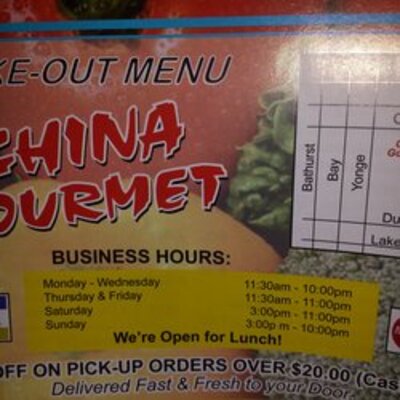 KE-OUT MENU
CHINA
OURMET
Bathurst
Bay
Yonge
Du
Lake
BUSINESS HOURS:
Monday - Wednesday 11:30am - 10:00pm
Thursday & Friday 11:30am - 11:00pm
Saturday 3:00pm - 11:00pm
Sunday 3:00p m - 10:00pm
We're Open for Lunch!
OFF ON PICK-UP ORDERS OVER $20.00 (Cas
Delivered Fast & Fresh to your Door.